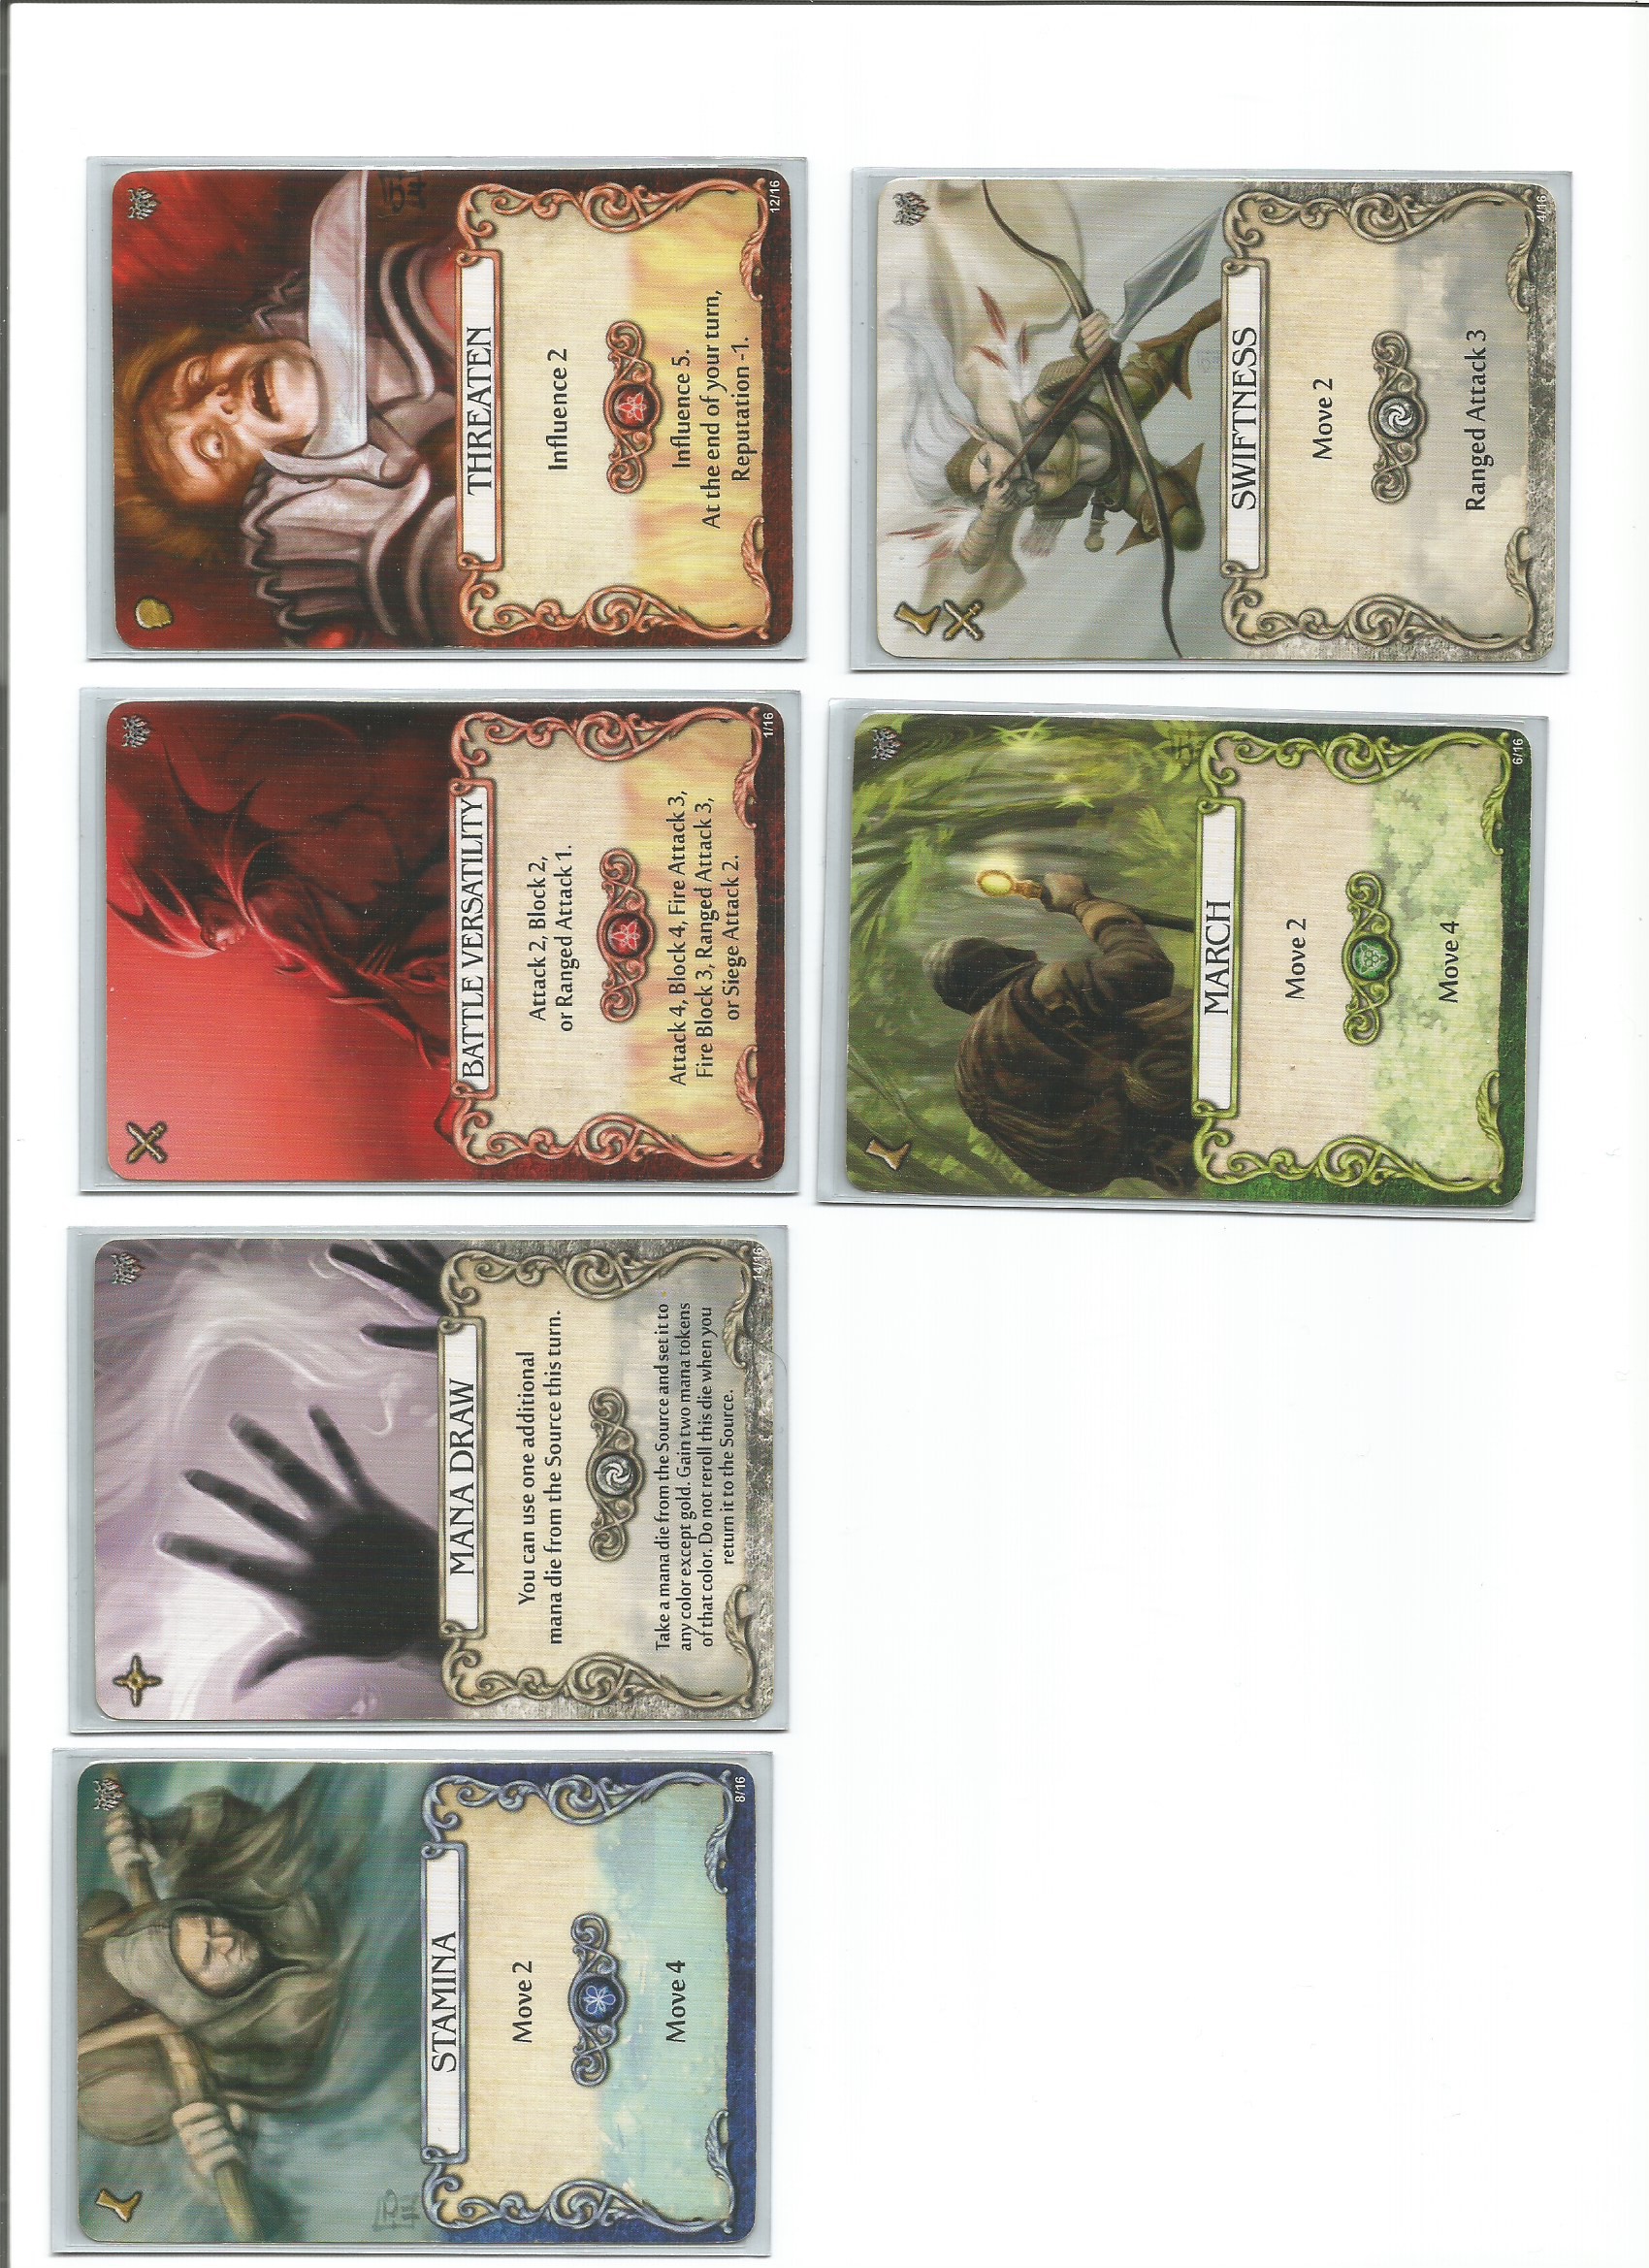 THREATEN
Influence 2
Influence 5.
At the end of your turn,
Reputation -1.
12/16
BATTLE VERSATILITY
Attack 2, Block 2,
or Ranged Attack 1.
Attack 4, Block 4, Fire Attack 3,
Fire Block 3, Ranged Attack 3,
or Siege Attack 2.
1/16
MANA DRAW
You can use one additional
mana die from the Source this turn.
Take a mana die from the Source and set it to
any color except gold. Gain two mana tokens
of that color. Do not reroll this die when you
return it to the Source.
14/16
STAMINA
Move 2
Move 4
8/16
SWIFTNESS
Move 2
Ranged Attack 3
4/16
MARCH
Move 2
Move 4
6/16